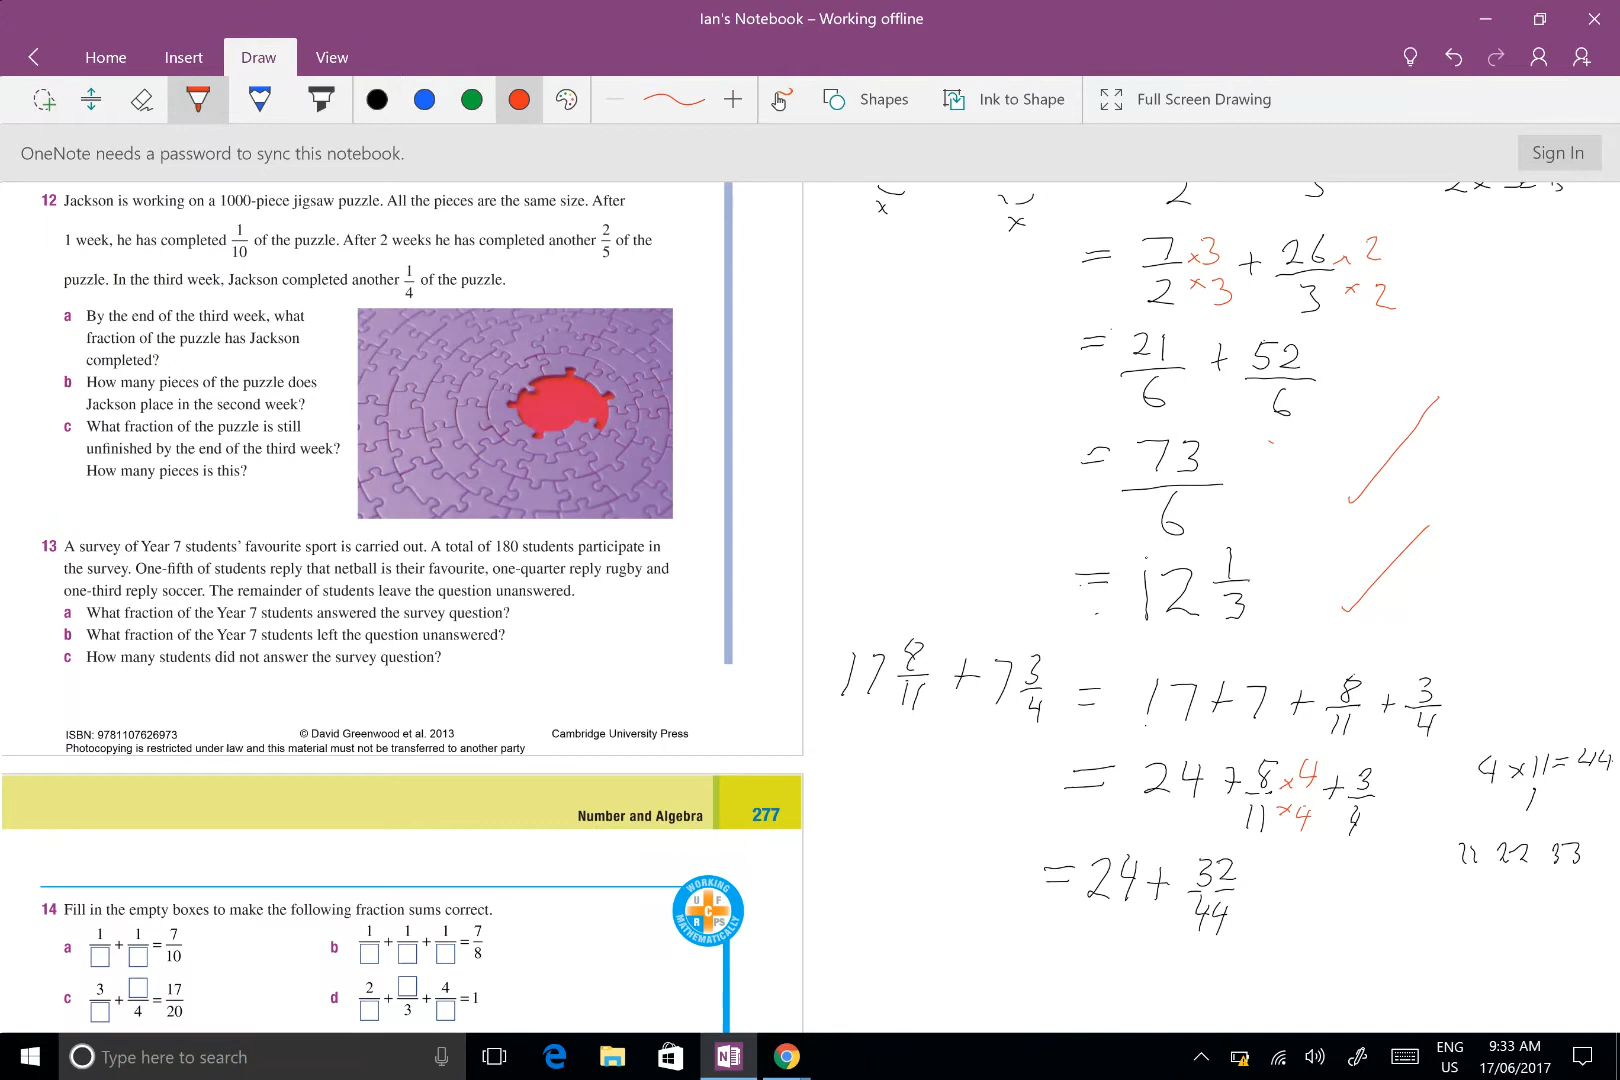 Ian's Notebook – Working offline
Home Insert Draw View
Shapes Ink to Shape Full Screen Drawing
OneNote needs a password to sync this notebook. Sign In
12 Jackson is working on a 1000-piece jigsaw puzzle. All the pieces are the same size. After
1 week, he has completed 1/10 of the puzzle. After 2 weeks he has completed another 2/5 of the
puzzle. In the third week, Jackson completed another 1/4 of the puzzle.
a By the end of the third week, what
fraction of the puzzle has Jackson
completed?
b How many pieces of the puzzle does
Jackson place in the second week?
c What fraction of the puzzle is still
unfinished by the end of the third week?
How many pieces is this?
13 A survey of Year 7 students' favourite sport is carried out. A total of 180 students participate in
the survey. One-fifth of students reply that netball is their favourite, one-quarter reply rugby and
one-third reply soccer. The remainder of students leave the question unanswered.
a What fraction of the Year 7 students answered the survey question?
b What fraction of the Year 7 students left the question unanswered?
c How many students did not answer the survey question?
ISBN: 9781107626973 © David Greenwood et al. 2013 Cambridge University Press
Photocopying is restricted under law and this material must not be transferred to another party
Number and Algebra 277
WORKING MATHEMATICALLY
U F C R PS
14 Fill in the empty boxes to make the following fraction sums correct.
a 1/□ + 1/□ = 7/10 b 1/□ + 1/□ + 1/□ = 7/8
c 3/□ + □/4 = 17/20 d 2/□ + □/3 + 4/□ = 1
x x 2 3
= 7/2 ×3 ×3 + 26/3 × 2 × 2
= 21/6 + 52/6
= 73/6
= 12 1/3
17 8/11 + 7 3/4 = 17 + 7 + 8/11 + 3/4
= 24 + 8/11 ×4 ×4 + 3/4
4 × 11 = 44
11 22 33
= 24 + 32/44
Type here to search
ENG US
9:33 AM
17/06/2017